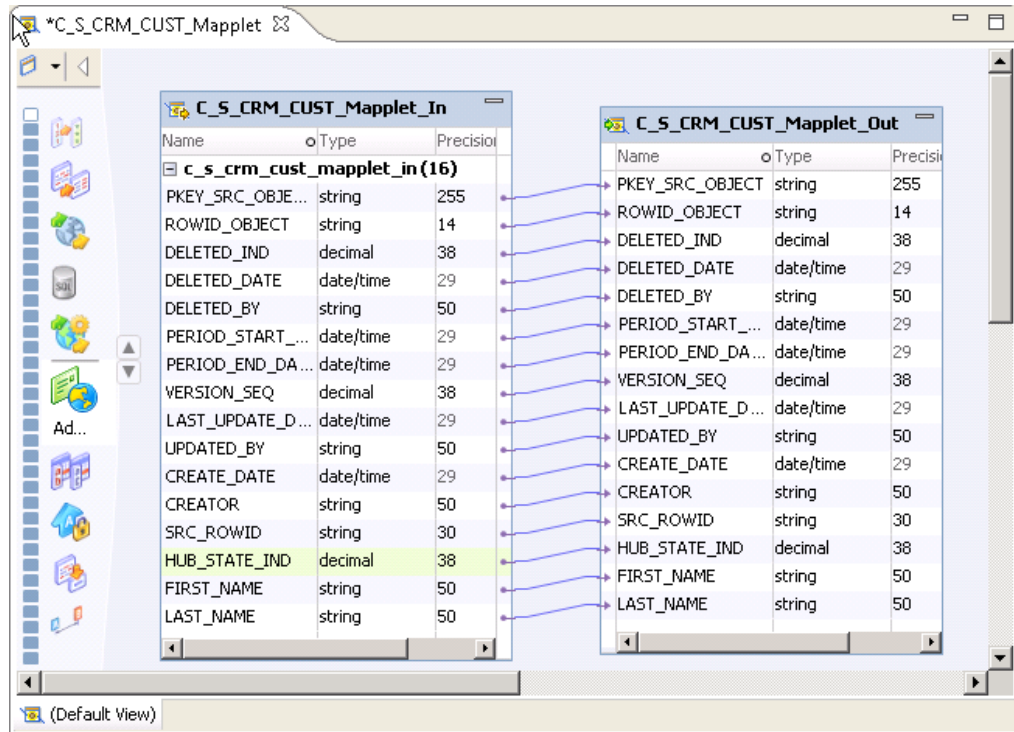 *C_S_CRM_CUST_Mapplet
C_S_CRM_CUST_Mapplet_In
Name Type Precision
c_s_crm_cust_mapplet_in (16)
PKEY_SRC_OBJE... string 255
ROWID_OBJECT string 14
DELETED_IND decimal 38
DELETED_DATE date/time 29
DELETED_BY string 50
PERIOD_START_... date/time 29
PERIOD_END_DA... date/time 29
VERSION_SEQ decimal 38
LAST_UPDATE_D... date/time 29
UPDATED_BY string 50
CREATE_DATE date/time 29
CREATOR string 50
SRC_ROWID string 30
HUB_STATE_IND decimal 38
FIRST_NAME string 50
LAST_NAME string 50
C_S_CRM_CUST_Mapplet_Out
Name Type Precisi
PKEY_SRC_OBJECT string 255
ROWID_OBJECT string 14
DELETED_IND decimal 38
DELETED_DATE date/time 29
DELETED_BY string 50
PERIOD_START_... date/time 29
PERIOD_END_DA... date/time 29
VERSION_SEQ decimal 38
LAST_UPDATE_D... date/time 29
UPDATED_BY string 50
CREATE_DATE date/time 29
CREATOR string 50
SRC_ROWID string 30
HUB_STATE_IND decimal 38
FIRST_NAME string 50
LAST_NAME string 50
SQL
Ad...
(Default View)